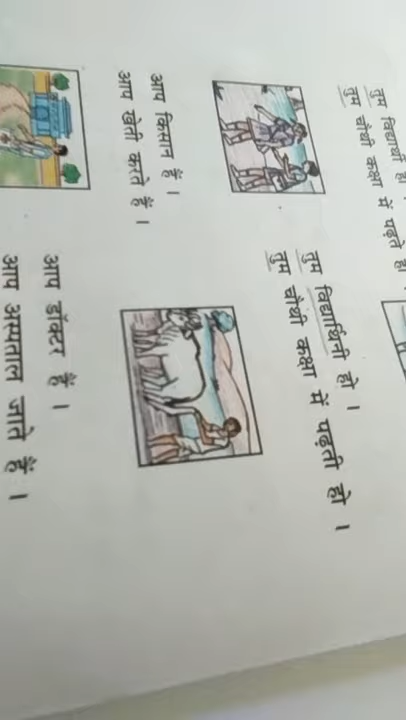 तुम विद्यार्थी हो
तुम चौथी कक्षा में पढ़ते हो
तुम विद्यार्थिनी हो ।
तुम चौथी कक्षा में पढ़ती हो ।
आप किसान हैं ।
आप खेती करते हैं ।
आप डॉक्टर हैं ।
आप अस्पताल जाते हैं ।